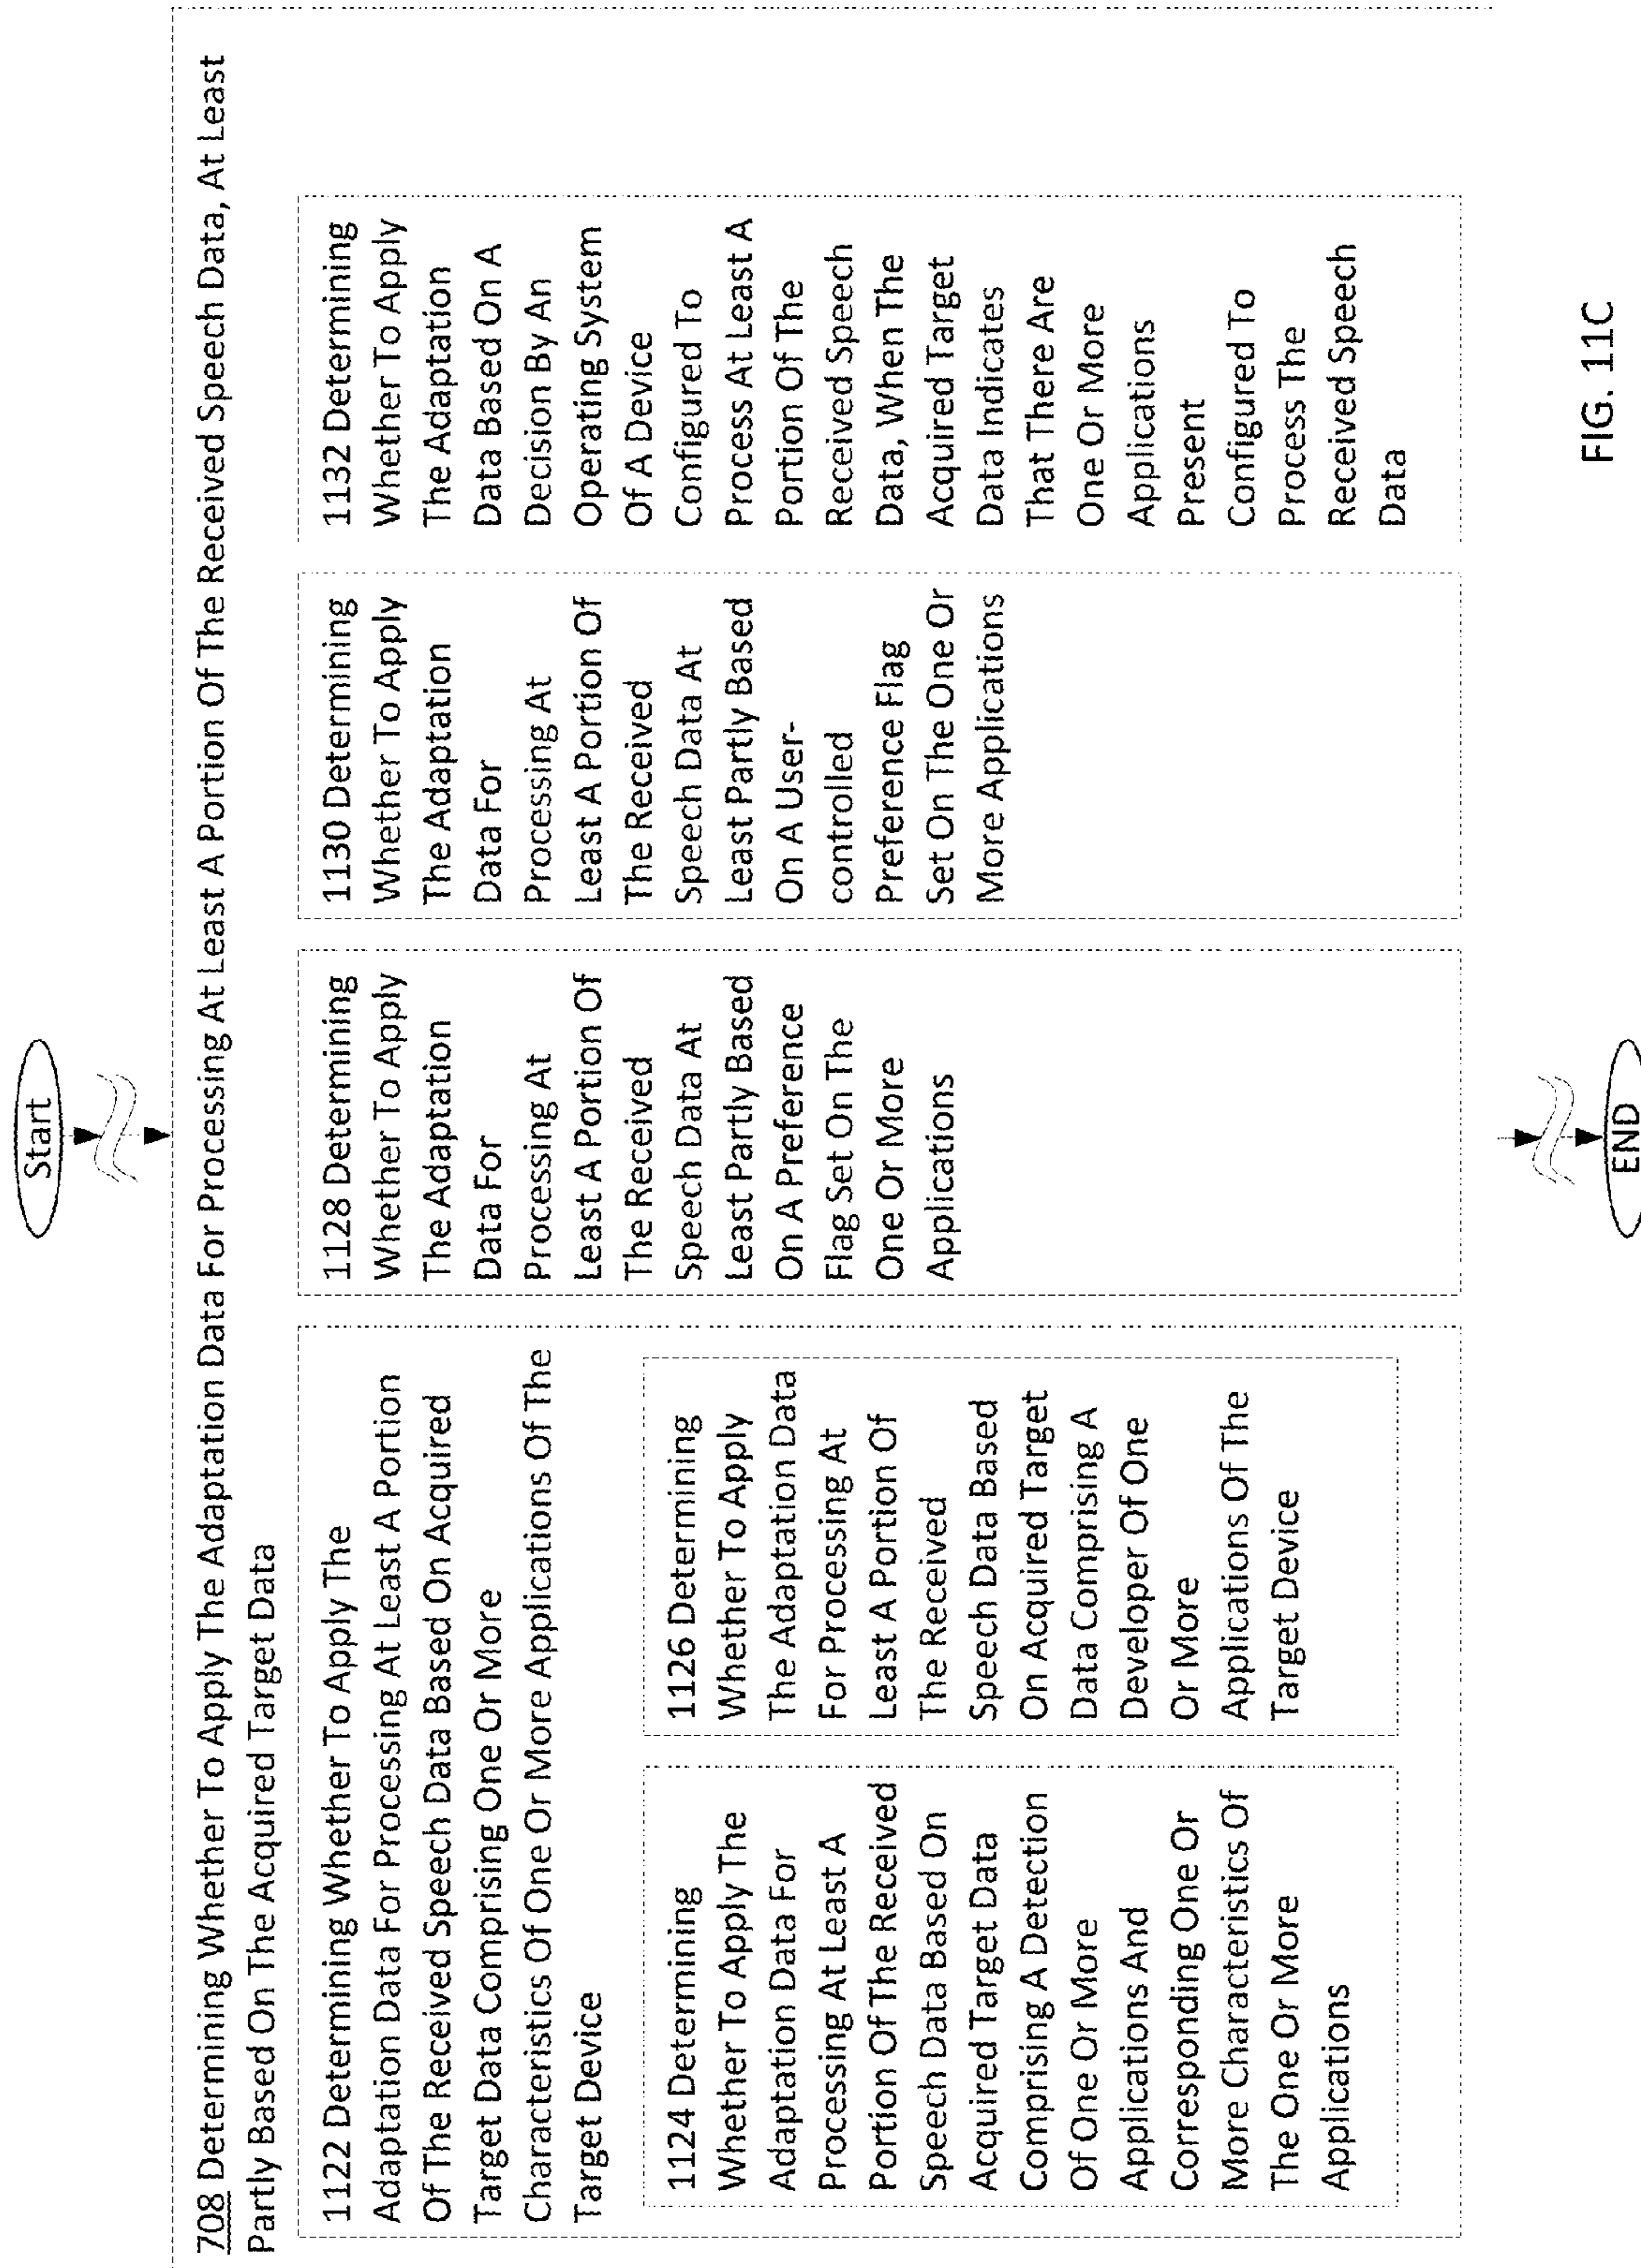 Start
708 Determining Whether To Apply The Adaptation Data For Processing At Least A Portion Of The Received Speech Data, At Least
Partly Based On The Acquired Target Data
1122 Determining Whether To Apply The
Adaptation Data For Processing At Least A Portion
Of The Received Speech Data Based On Acquired
Target Data Comprising One Or More
Characteristics Of One Or More Applications Of The
Target Device
1124 Determining
Whether To Apply The
Adaptation Data For
Processing At Least A
Portion Of The Received
Speech Data Based On
Acquired Target Data
Comprising A Detection
Of One Or More
Applications And
Corresponding One Or
More Characteristics Of
The One Or More
Applications
1126 Determining
Whether To Apply
The Adaptation Data
For Processing At
Least A Portion Of
The Received
Speech Data Based
On Acquired Target
Data Comprising A
Developer Of One
Or More
Applications Of The
Target Device
1128 Determining
Whether To Apply
The Adaptation
Data For
Processing At
Least A Portion Of
The Received
Speech Data At
Least Partly Based
On A Preference
Flag Set On The
One Or More
Applications
1130 Determining
Whether To Apply
The Adaptation
Data For
Processing At
Least A Portion Of
The Received
Speech Data At
Least Partly Based
On A User-
controlled
Preference Flag
Set On The One Or
More Applications
1132 Determining
Whether To Apply
The Adaptation
Data Based On A
Decision By An
Operating System
Of A Device
Configured To
Process At Least A
Portion Of The
Received Speech
Data, When The
Acquired Target
Data Indicates
That There Are
One Or More
Applications
Present
Configured To
Process The
Received Speech
Data
END
FIG. 11C